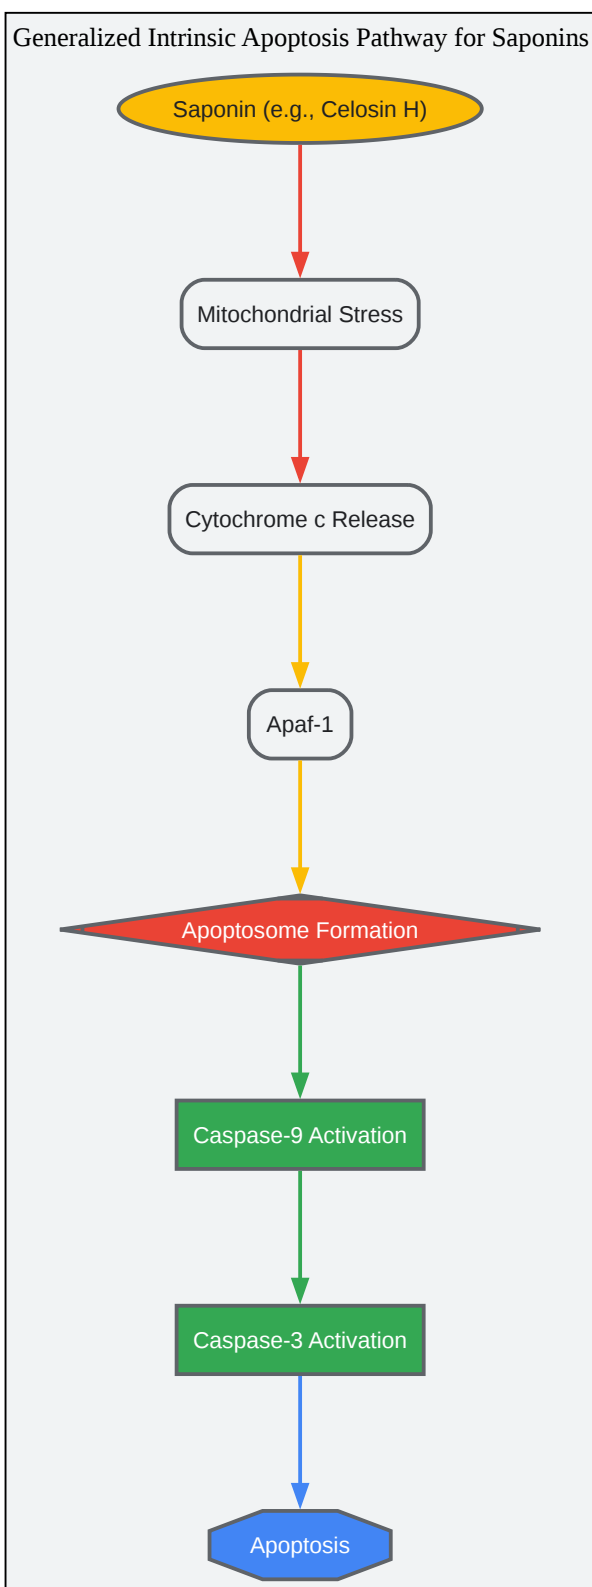 Generalized Intrinsic Apoptosis Pathway for Saponins
Saponin (e.g., Celosin H)
Mitochondrial Stress
Cytochrome c Release
Apaf-1
Apoptosome Formation
Caspase-9 Activation
Caspase-3 Activation
Apoptosis